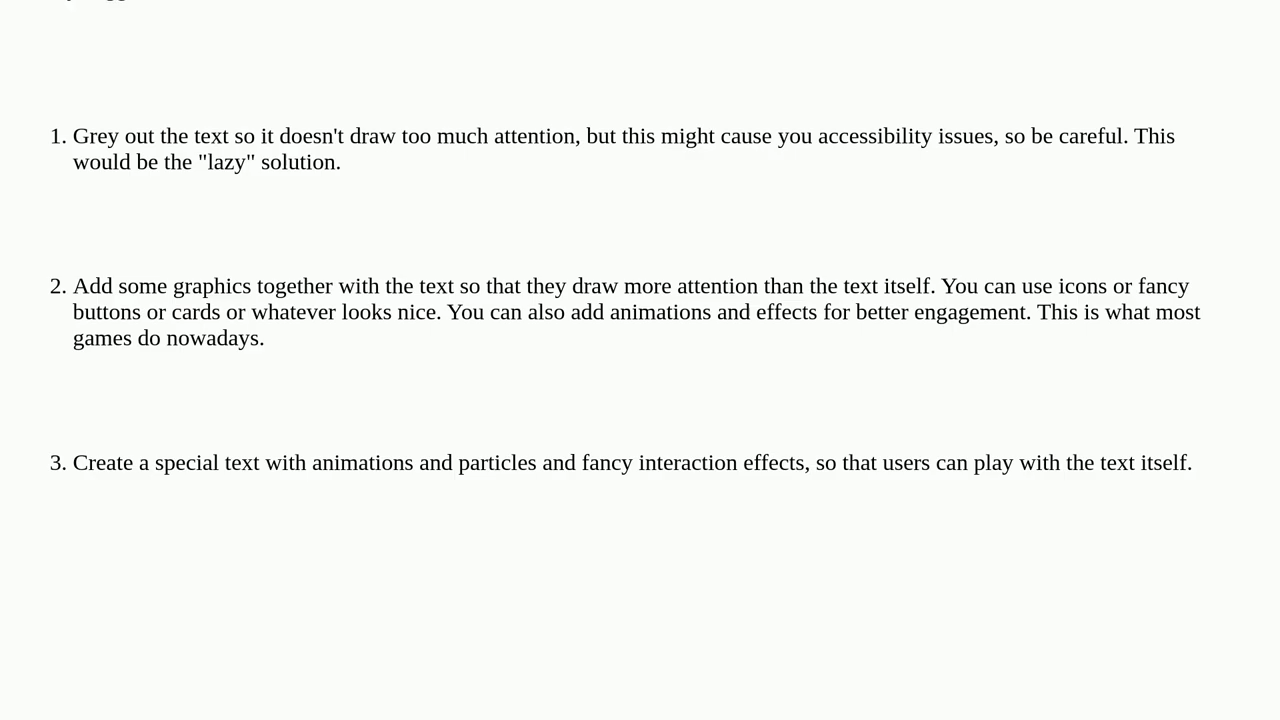 1. Grey out the text so it doesn't draw too much attention, but this might cause you accessibility issues, so be careful. This
would be the "lazy" solution.
2. Add some graphics together with the text so that they draw more attention than the text itself. You can use icons or fancy
buttons or cards or whatever looks nice. You can also add animations and effects for better engagement. This is what most
games do nowadays.
3. Create a special text with animations and particles and fancy interaction effects, so that users can play with the text itself.